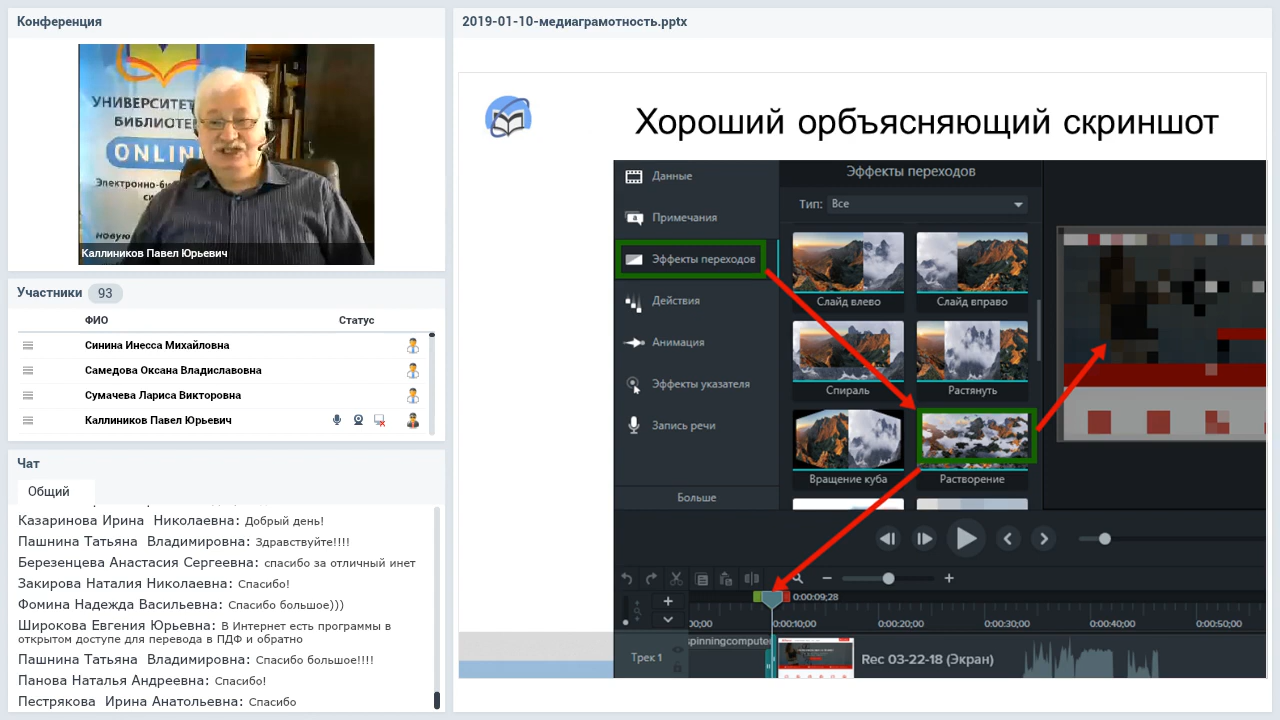 Конференция
УНИВЕРСИТЕТ
БИБЛИОТЕ
ONLIN
Электронно-би
си
новую
Каллиников Павел Юрьевич
Участники 93
ФИО Статус
Синина Инесса Михайловна
Самедова Оксана Владиславовна
Сумачева Лариса Викторовна
Каллиников Павел Юрьевич
Чат
Общий
Казаринова Ирина Николаевна: Добрый день!
Пашнина Татьяна Владимировна: Здравствуйте!!!!
Березенцева Анастасия Сергеевна: спасибо за отличный инет
Закирова Наталия Николаевна: Спасибо!
Фомина Надежда Васильевна: Спасибо большое)))
Широкова Евгения Юрьевна: В Интернет есть программы в
открытом доступе для перевода в ПДФ и обратно
Пашнина Татьяна Владимировна: Спасибо большое!!!!
Панова Наталья Андреевна: Спасибо!
Пестрякова Ирина Анатольевна: Спасибо
2019-01-10-медиаграмотность.pptx
Хороший орбъясняющий скриншот
Данные
Примечания
Эффекты переходов
Действия
Анимация
Эффекты указателя
Запись речи
Больше
Эффекты переходов
Тип: Все
Слайд влево Слайд вправо
Спираль Растянуть
Вращение куба Растворение
0:00:09;28
00;00 0:00:10;00 0:00:20;00 0:00:30;00 0:00:40;00 0:00:50;00
Трек 1
spinningcompute
Rec 03-22-18 (Экран)